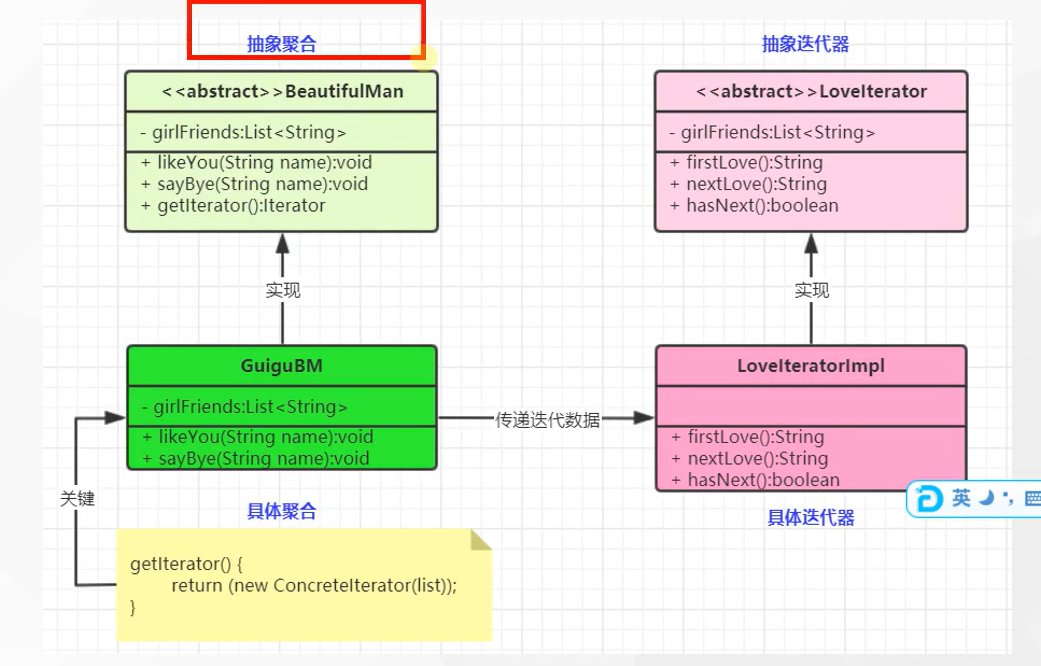 抽象聚合
抽象迭代器
<<abstract>>BeautifulMan
- girlFriends:List<String>
+ likeYou(String name):void
+ sayBye(String name):void
+ getIterator():Iterator
<<abstract>>LoveIterator
- girlFriends:List<String>
+ firstLove():String
+ nextLove():String
+ hasNext():boolean
实现
实现
GuiguBM
- girlFriends:List<String>
+ likeYou(String name):void
+ sayBye(String name):void
传递迭代数据
LoveIteratorImpl
+ firstLove():String
+ nextLove():String
+ hasNext():boolean
关键
具体聚合
具体迭代器
英
getIterator() {
return (new ConcreteIterator(list));
}